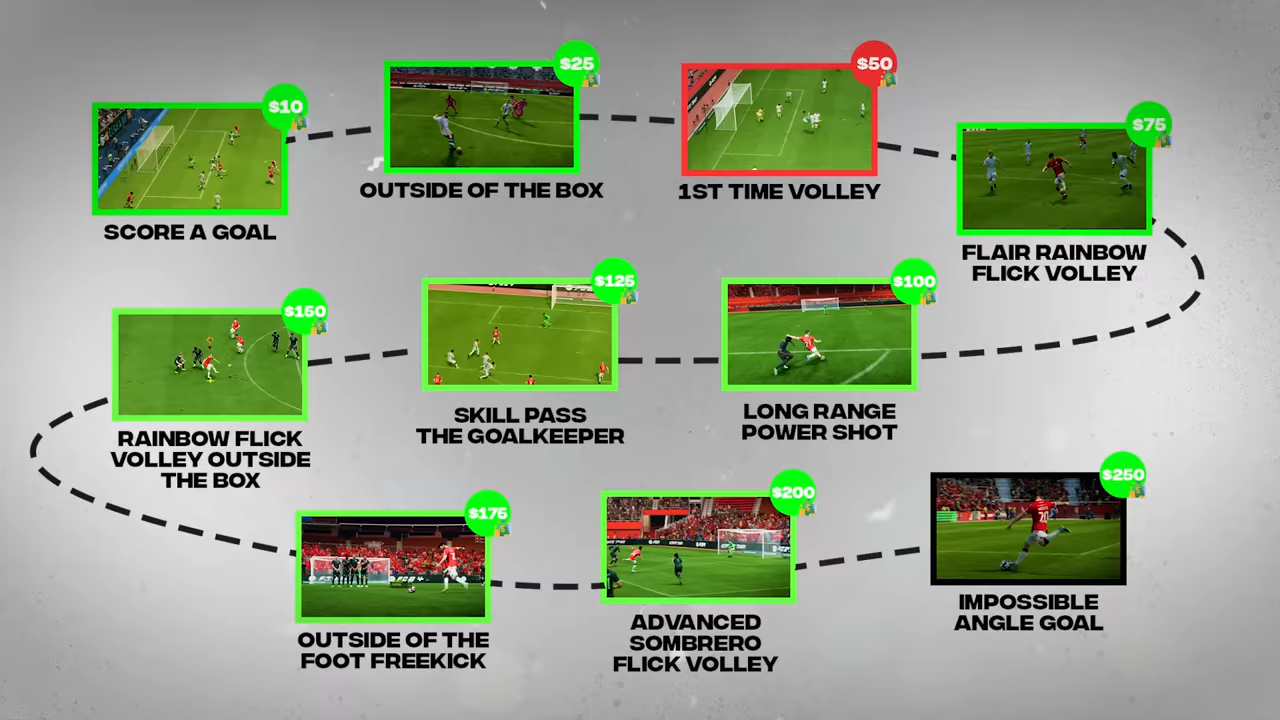 $10
SCORE A GOAL
$25
OUTSIDE OF THE BOX
$50
1ST TIME VOLLEY
$75
FLAIR RAINBOW
FLICK VOLLEY
$100
LONG RANGE
POWER SHOT
$125
SKILL PASS
THE GOALKEEPER
$150
RAINBOW FLICK
VOLLEY OUTSIDE
THE BOX
$175
OUTSIDE OF THE
FOOT FREEKICK
$200
ADVANCED
SOMBRERO
FLICK VOLLEY
$250
20
IMPOSSIBLE
ANGLE GOAL